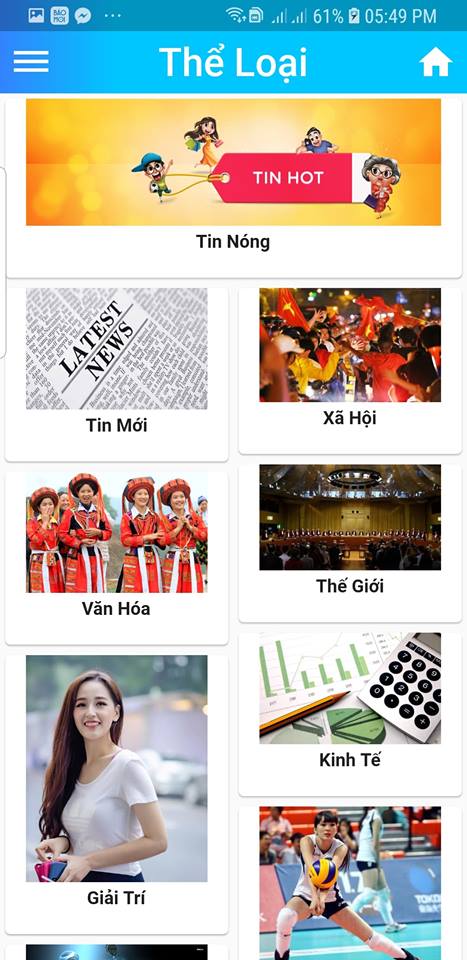 BÁO
MỚI
61%
05:49 PM
Thể Loại
TIN HOT
Tin Nóng
LATEST
NEWS
Tin Mới
Xã Hội
Văn Hóa
Thế Giới
Kinh Tế
Giải Trí